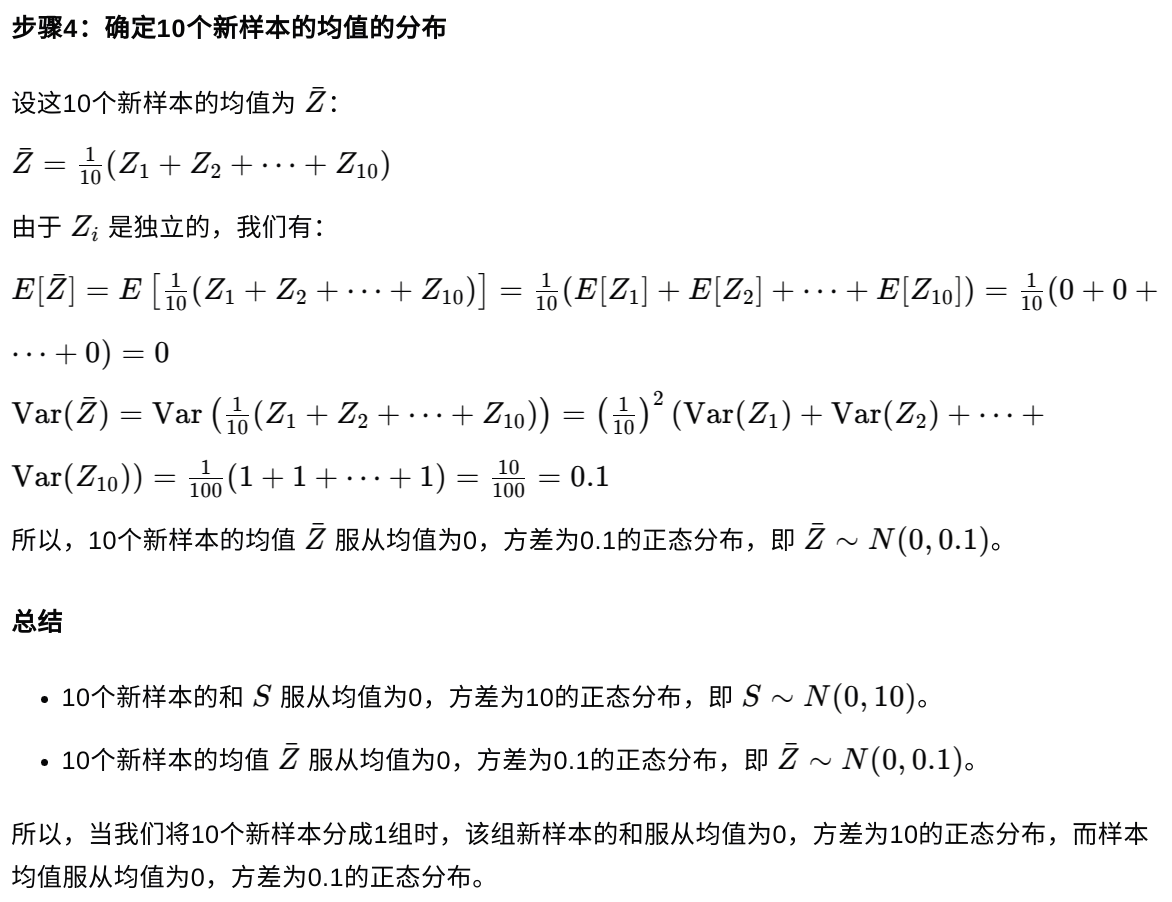 步骤4：确定10个新样本的均值的分布
设这10个新样本的均值为 $\bar{Z}$：
$\bar{Z} = \frac{1}{10}(Z_1 + Z_2 + \cdots + Z_{10})$
由于 $Z_i$ 是独立的，我们有：
$E[\bar{Z}] = E\left[\frac{1}{10}(Z_1 + Z_2 + \cdots + Z_{10})\right] = \frac{1}{10}(E[Z_1] + E[Z_2] + \cdots + E[Z_{10}]) = \frac{1}{10}(0 + 0 +$
$\cdots + 0) = 0$
$\text{Var}(\bar{Z}) = \text{Var}\left(\frac{1}{10}(Z_1 + Z_2 + \cdots + Z_{10})\right) = \left(\frac{1}{10}\right)^2 (\text{Var}(Z_1) + \text{Var}(Z_2) + \cdots +$
$\text{Var}(Z_{10})) = \frac{1}{100}(1 + 1 + \cdots + 1) = \frac{10}{100} = 0.1$
所以，10个新样本的均值 $\bar{Z}$ 服从均值为0，方差为0.1的正态分布，即 $\bar{Z} \sim N(0, 0.1)$。
总结
• 10个新样本的和 $S$ 服从均值为0，方差为10的正态分布，即 $S \sim N(0, 10)$。
• 10个新样本的均值 $\bar{Z}$ 服从均值为0，方差为0.1的正态分布，即 $\bar{Z} \sim N(0, 0.1)$。
所以，当我们将10个新样本分成1组时，该组新样本的和服从均值为0，方差为10的正态分布，而样本
均值服从均值为0，方差为0.1的正态分布。